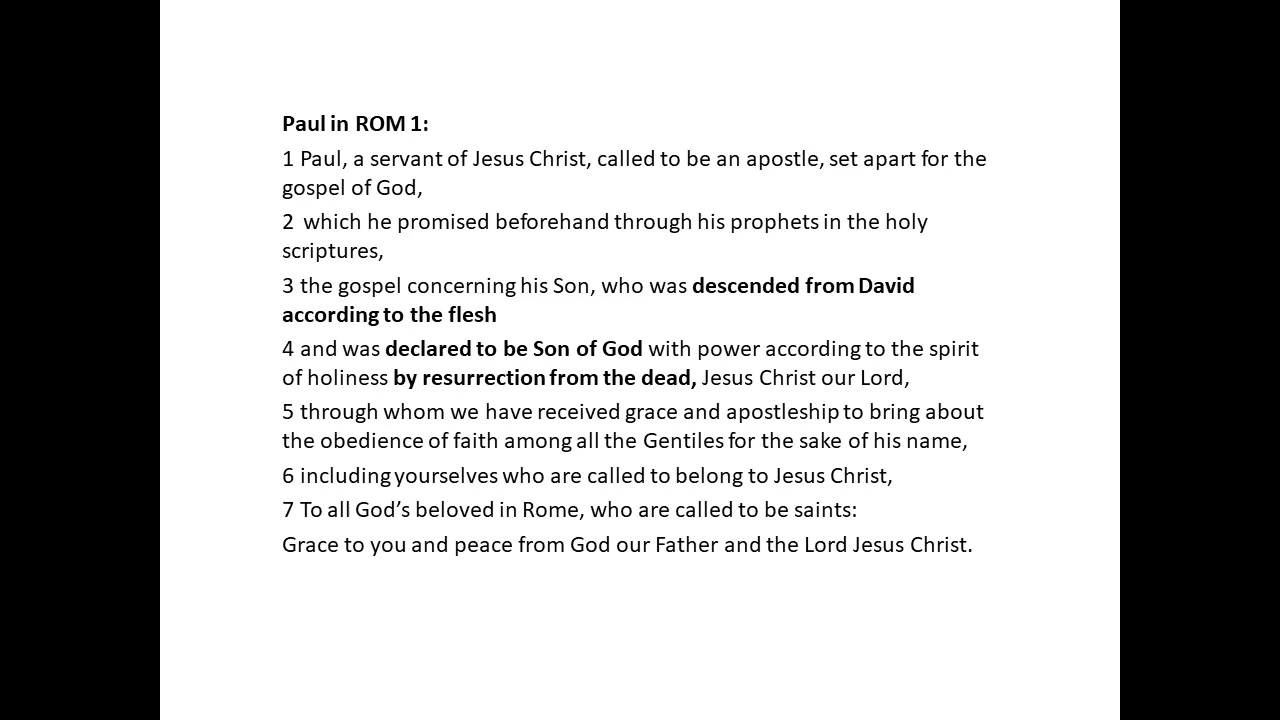 Paul in ROM 1:
1 Paul, a servant of Jesus Christ, called to be an apostle, set apart for the
gospel of God,
2  which he promised beforehand through his prophets in the holy
scriptures,
3 the gospel concerning his Son, who was descended from David
according to the flesh
4 and was declared to be Son of God with power according to the spirit
of holiness by resurrection from the dead, Jesus Christ our Lord,
5 through whom we have received grace and apostleship to bring about
the obedience of faith among all the Gentiles for the sake of his name,
6 including yourselves who are called to belong to Jesus Christ,
7 To all God’s beloved in Rome, who are called to be saints:
Grace to you and peace from God our Father and the Lord Jesus Christ.